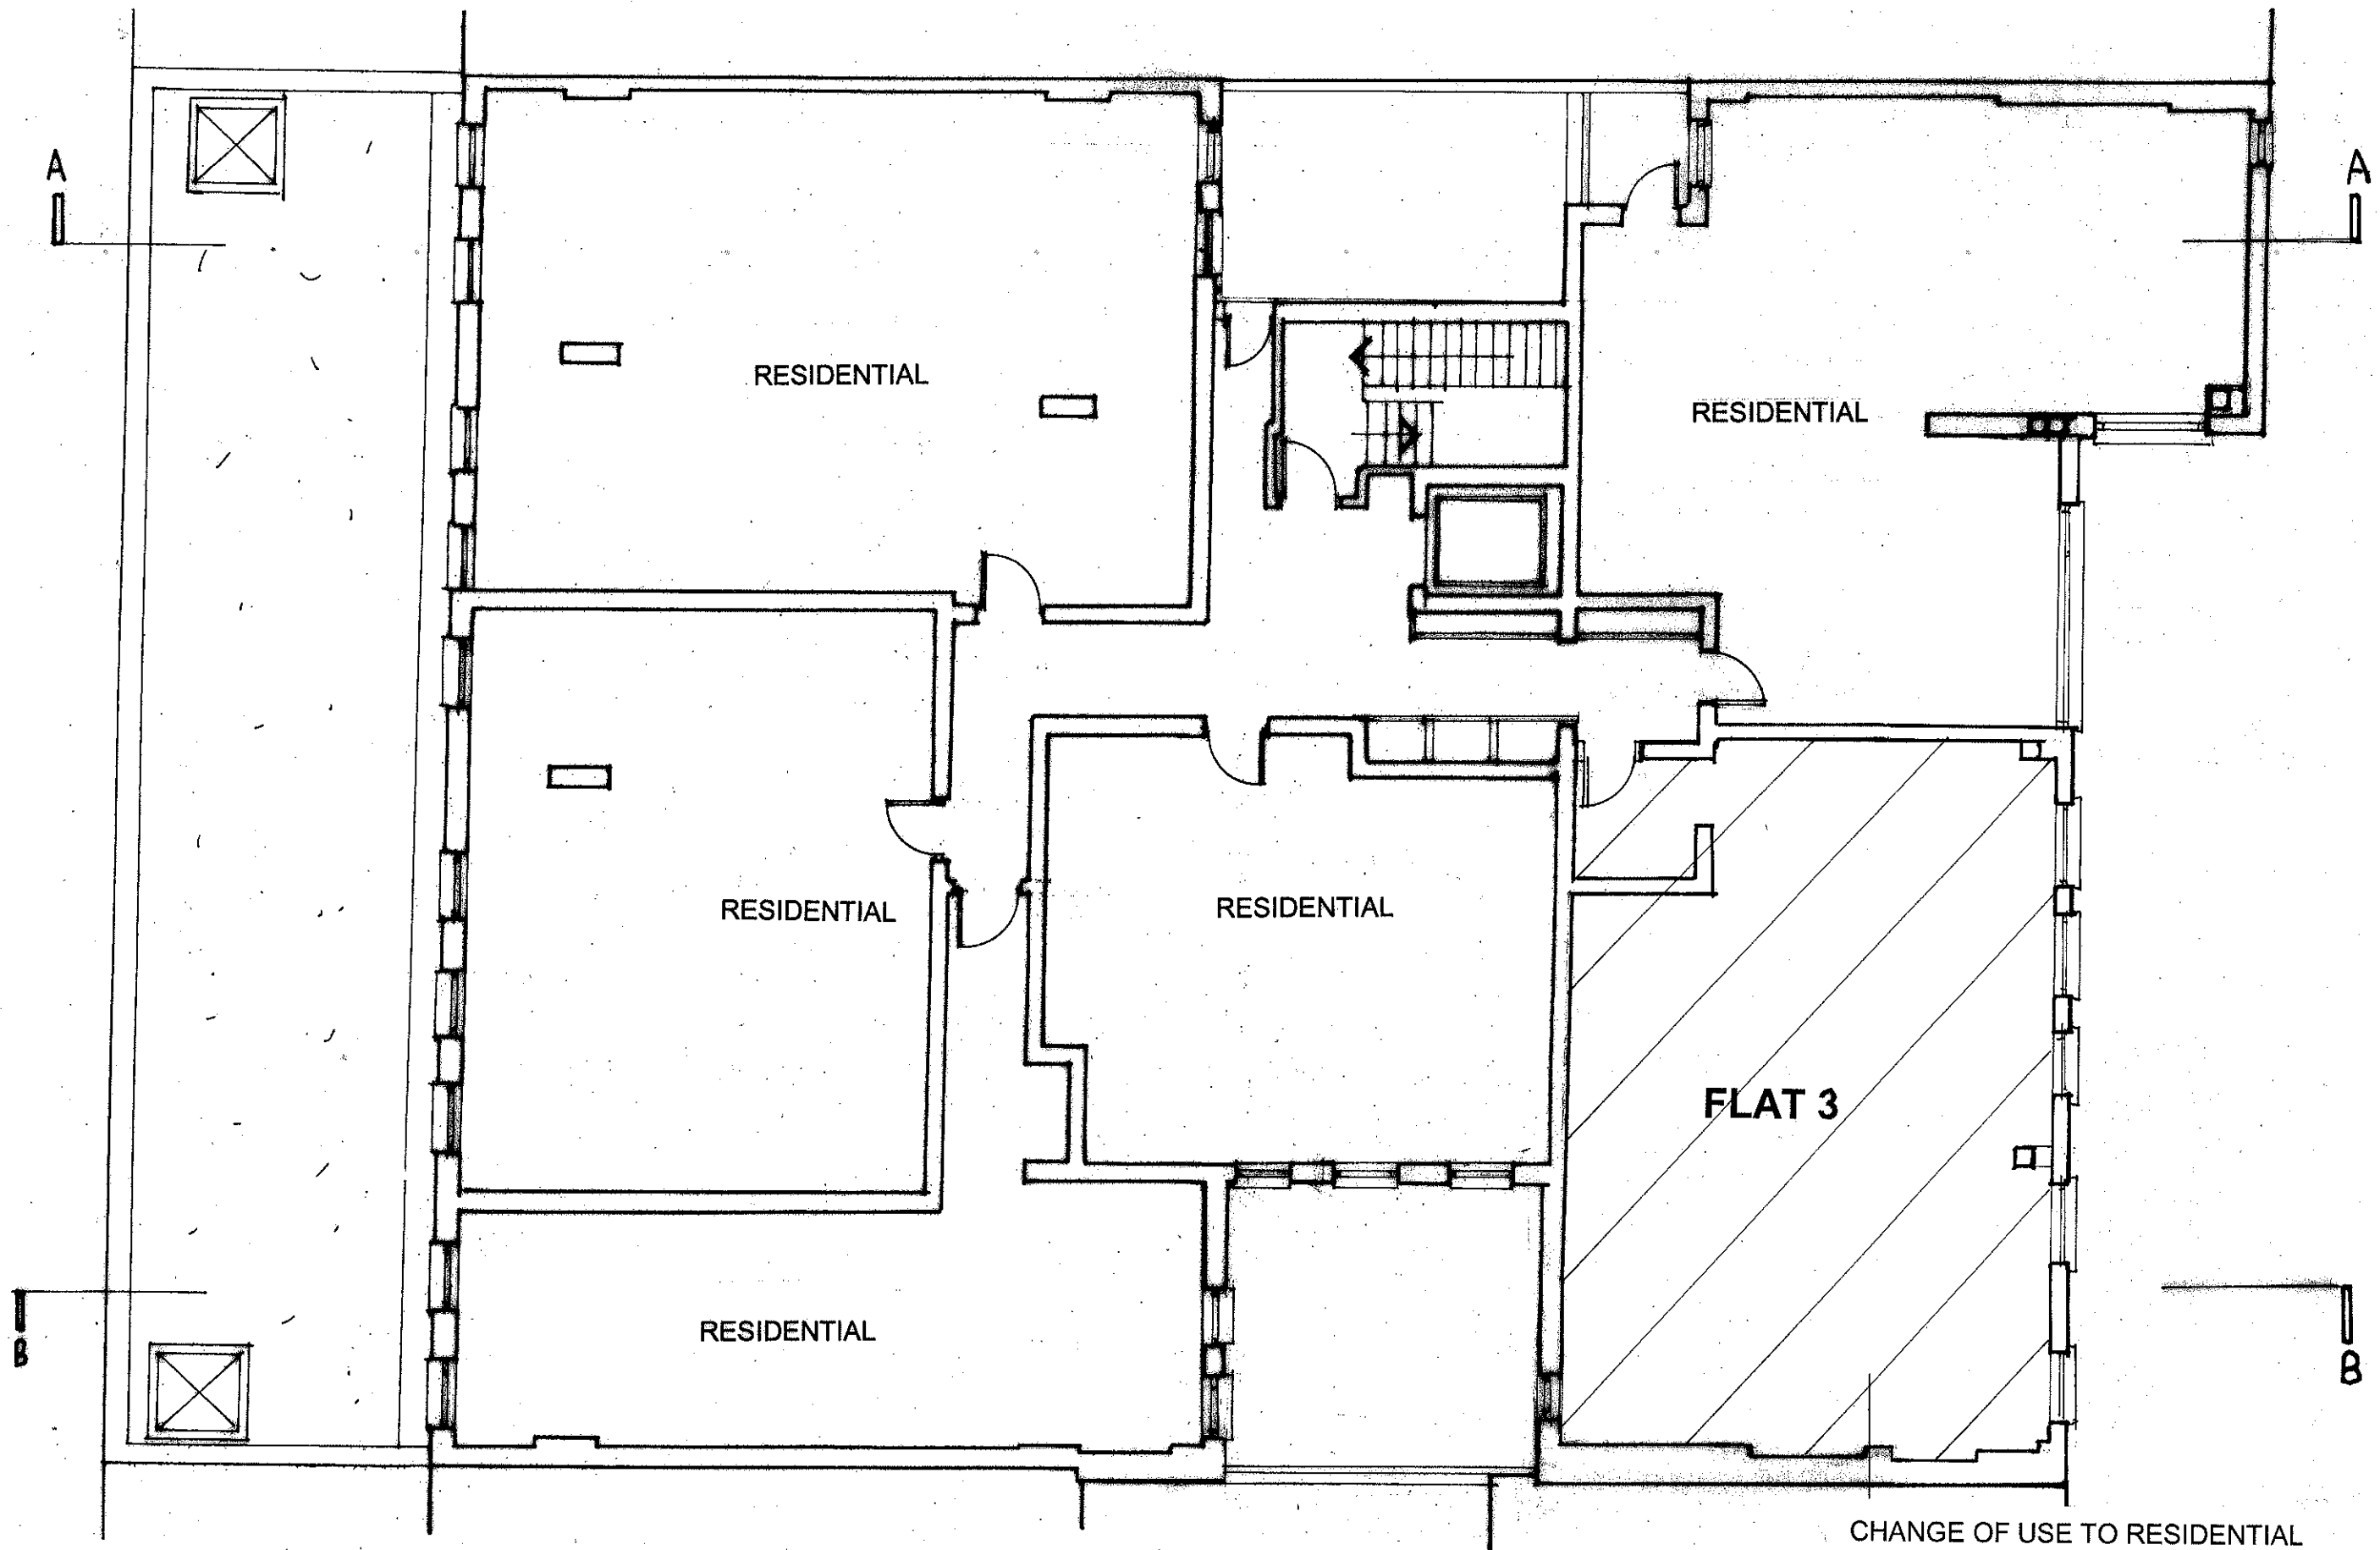 A
A
RESIDENTIAL
RESIDENTIAL
RESIDENTIAL
RESIDENTIAL
FLAT 3
RESIDENTIAL
B
B
CHANGE OF USE TO RESIDENTIAL